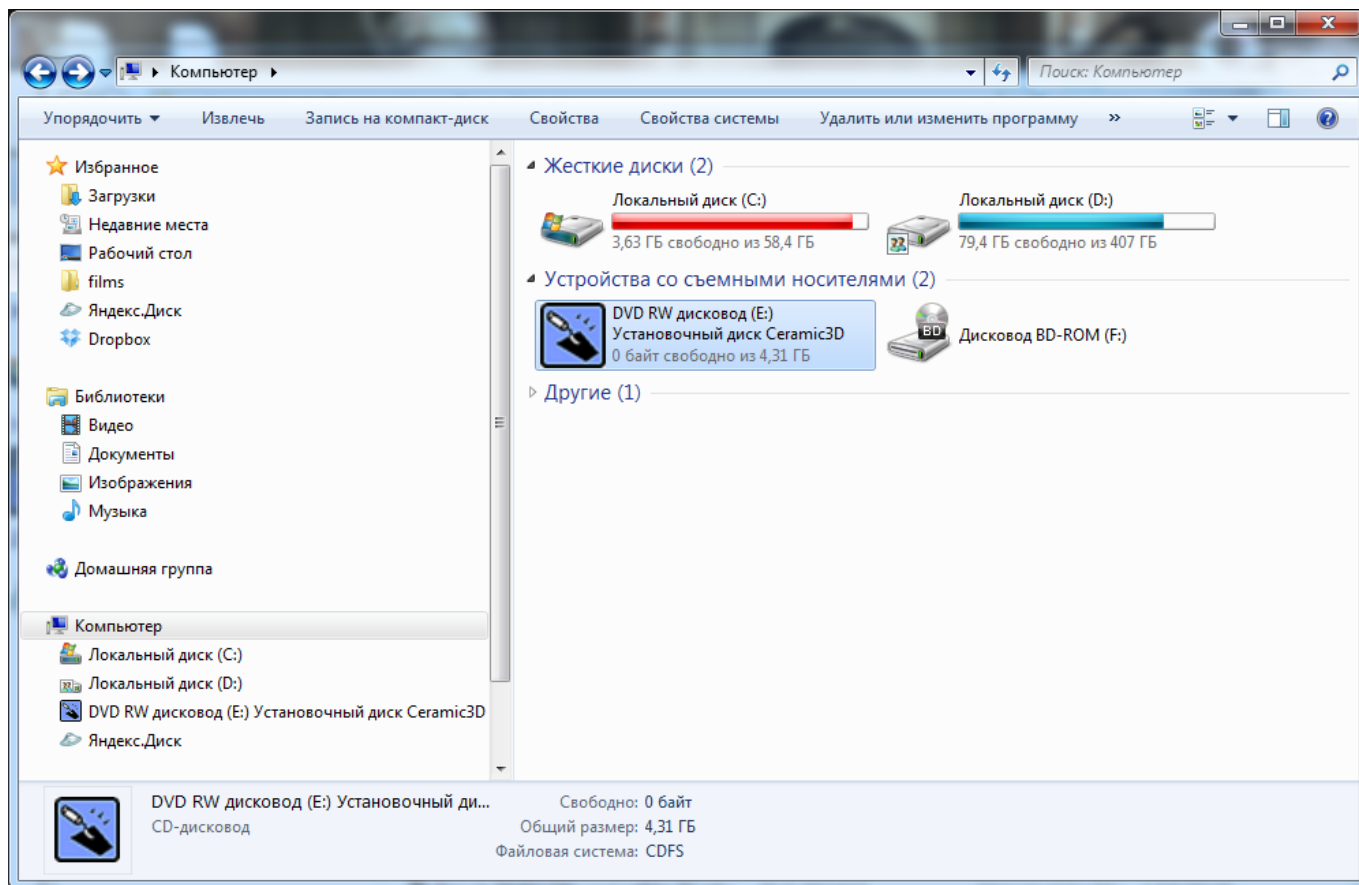 Компьютер
Поиск: Компьютер
Упорядочить Извлечь Запись на компакт-диск Свойства Свойства системы Удалить или изменить программу »
Избранное
Загрузки
Недавние места
Рабочий стол
films
Яндекс.Диск
Dropbox
Библиотеки
Видео
Документы
Изображения
Музыка
Домашняя группа
Компьютер
Локальный диск (C:)
Локальный диск (D:)
DVD RW дисковод (E:) Установочный диск Ceramic3D
Яндекс.Диск
Жесткие диски (2)
Локальный диск (C:)
3,63 ГБ свободно из 58,4 ГБ
Локальный диск (D:)
79,4 ГБ свободно из 407 ГБ
Устройства со съемными носителями (2)
DVD RW дисковод (E:)
Установочный диск Ceramic3D
0 байт свободно из 4,31 ГБ
BD
Дисковод BD-ROM (F:)
Другие (1)
DVD RW дисковод (E:) Установочный ди...
CD-дисковод
Свободно: 0 байт
Общий размер: 4,31 ГБ
Файловая система: CDFS